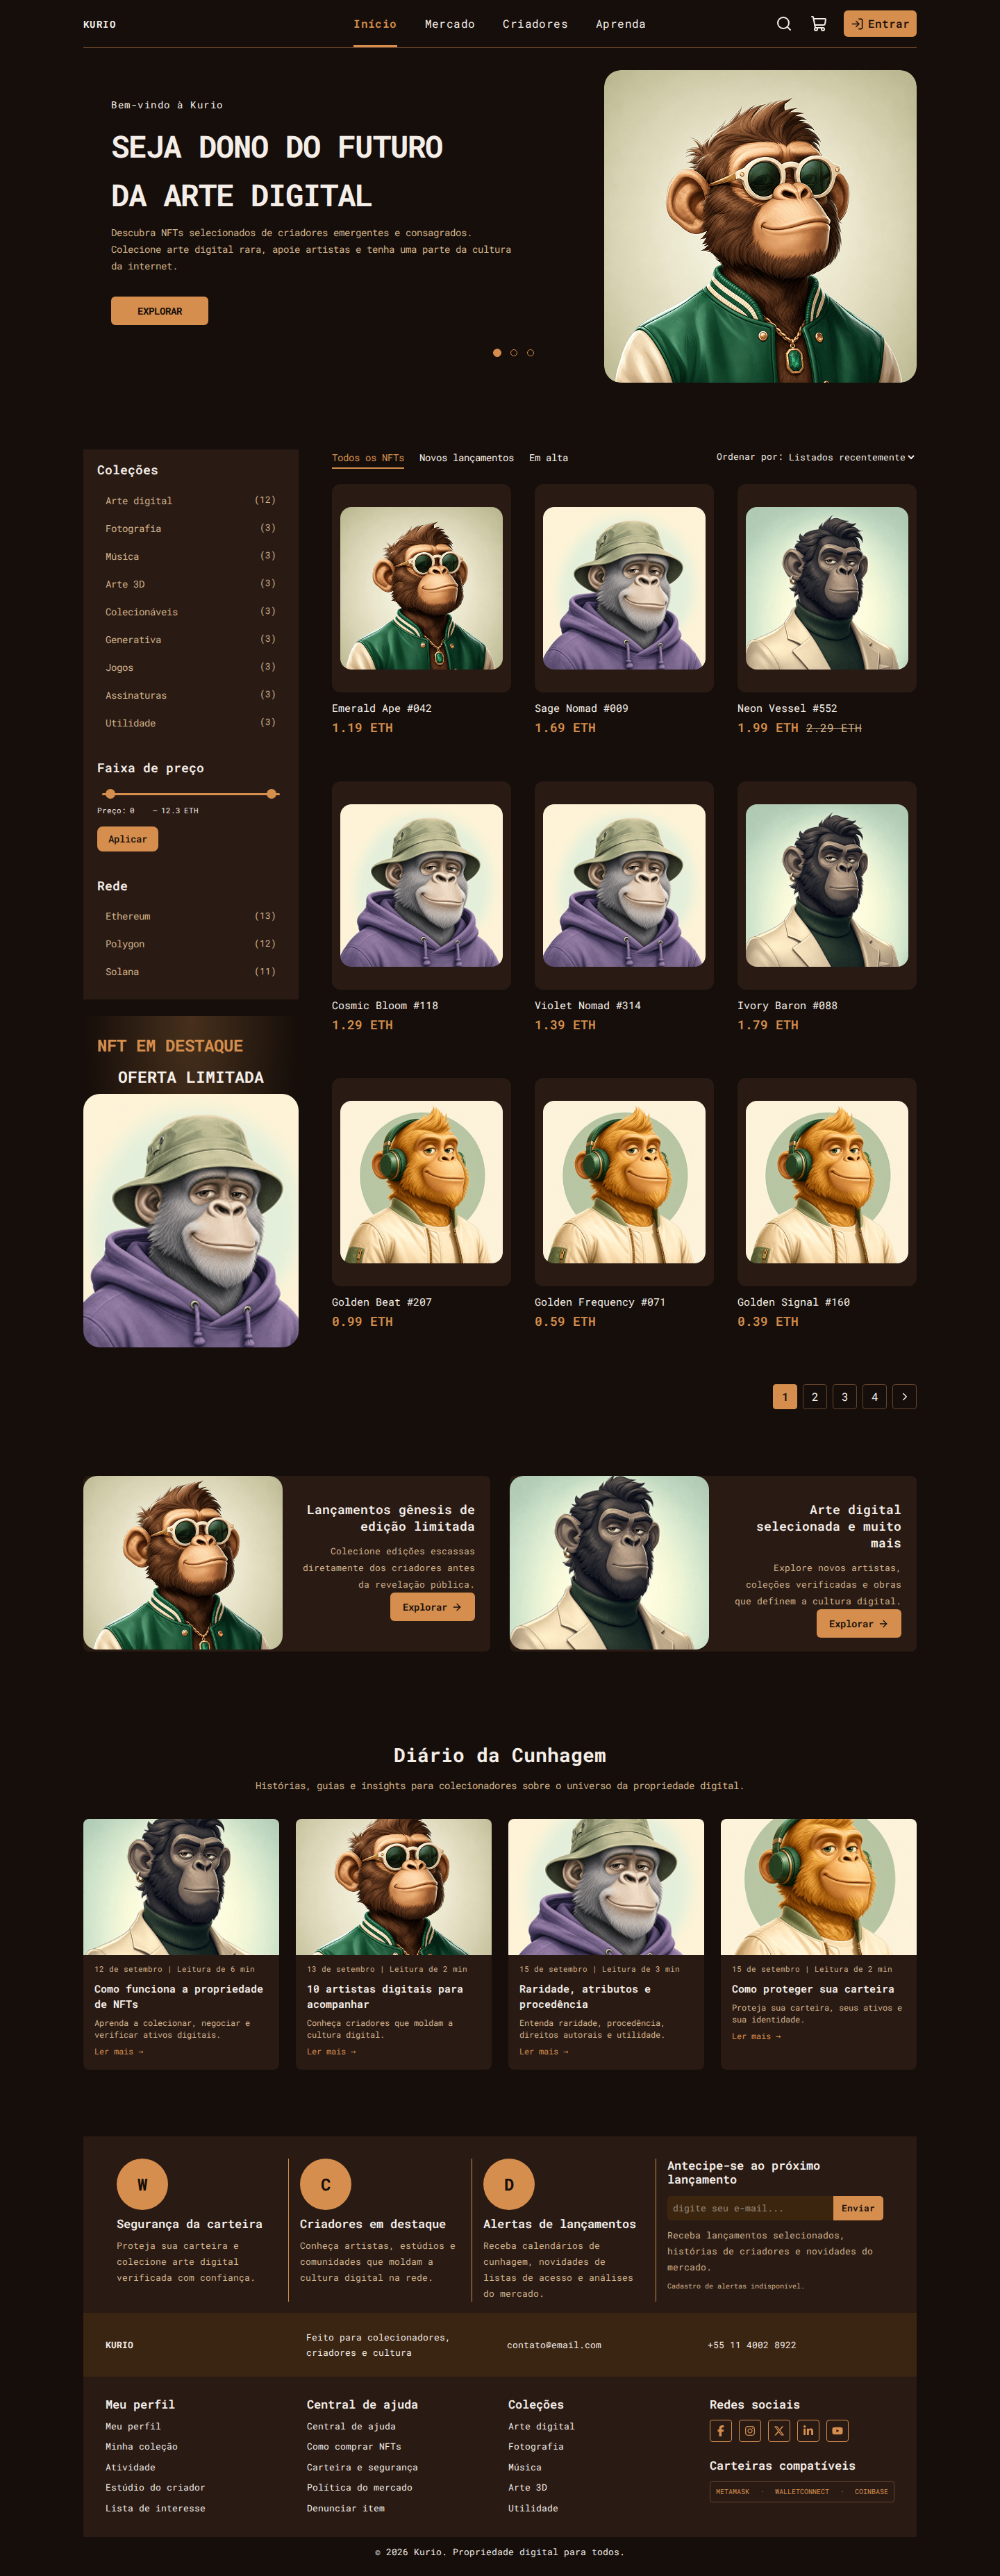 KURIO
Início
Mercado
Criadores
Aprenda
Entrar
Bem-vindo à Kurio
SEJA DONO DO FUTURO
DA ARTE DIGITAL
Descubra NFTs selecionados de criadores emergentes e consagrados.
Colecione arte digital rara, apoie artistas e tenha uma parte da cultura
da internet.
EXPLORAR
Coleções
Arte digital (12)
Fotografia (3)
Música (3)
Arte 3D (3)
Colecionáveis (3)
Generativa (3)
Jogos (3)
Assinaturas (3)
Utilidade (3)
Faixa de preço
Preço: 0 – 12.3 ETH
Aplicar
Rede
Ethereum (13)
Polygon (12)
Solana (11)
NFT EM DESTAQUE
OFERTA LIMITADA
Todos os NFTs
Novos lançamentos
Em alta
Ordenar por: Listados recentemente
Emerald Ape #042
1.19 ETH
Sage Nomad #009
1.69 ETH
Neon Vessel #552
1.99 ETH 2.29 ETH
Cosmic Bloom #118
1.29 ETH
Violet Nomad #314
1.39 ETH
Ivory Baron #088
1.79 ETH
Golden Beat #207
0.99 ETH
Golden Frequency #071
0.59 ETH
Golden Signal #160
0.39 ETH
1 2 3 4
Lançamentos gênesis de
edição limitada
Colecione edições escassas
diretamente dos criadores antes
da revelação pública.
Explorar →
Arte digital
selecionada e muito
mais
Explore novos artistas,
coleções verificadas e obras
que definem a cultura digital.
Explorar →
Diário da Cunhagem
Histórias, guias e insights para colecionadores sobre o universo da propriedade digital.
12 de setembro | Leitura de 6 min
Como funciona a propriedade
de NFTs
Aprenda a colecionar, negociar e
verificar ativos digitais.
Ler mais →
13 de setembro | Leitura de 2 min
10 artistas digitais para
acompanhar
Conheça criadores que moldam a
cultura digital.
Ler mais →
15 de setembro | Leitura de 3 min
Raridade, atributos e
procedência
Entenda raridade, procedência,
direitos autorais e utilidade.
Ler mais →
15 de setembro | Leitura de 2 min
Como proteger sua carteira
Proteja sua carteira, seus ativos e
sua identidade.
Ler mais →
W
Segurança da carteira
Proteja sua carteira e
colecione arte digital
verificada com confiança.
C
Criadores em destaque
Conheça artistas, estúdios e
comunidades que moldam a
cultura digital na rede.
D
Alertas de lançamentos
Receba calendários de
cunhagem, novidades de
listas de acesso e análises
do mercado.
Antecipe-se ao próximo
lançamento
digite seu e-mail...
Enviar
Receba lançamentos selecionados,
histórias de criadores e novidades do
mercado.
Cadastro de alertas indisponível.
KURIO
Feito para colecionadores,
criadores e cultura
contato@email.com
+55 11 4002 8922
Meu perfil
Meu perfil
Minha coleção
Atividade
Estúdio do criador
Lista de interesse
Central de ajuda
Central de ajuda
Como comprar NFTs
Carteira e segurança
Política do mercado
Denunciar item
Coleções
Arte digital
Fotografia
Música
Arte 3D
Utilidade
Redes sociais
Carteiras compatíveis
METAMASK · WALLETCONNECT · COINBASE
© 2026 Kurio. Propriedade digital para todos.